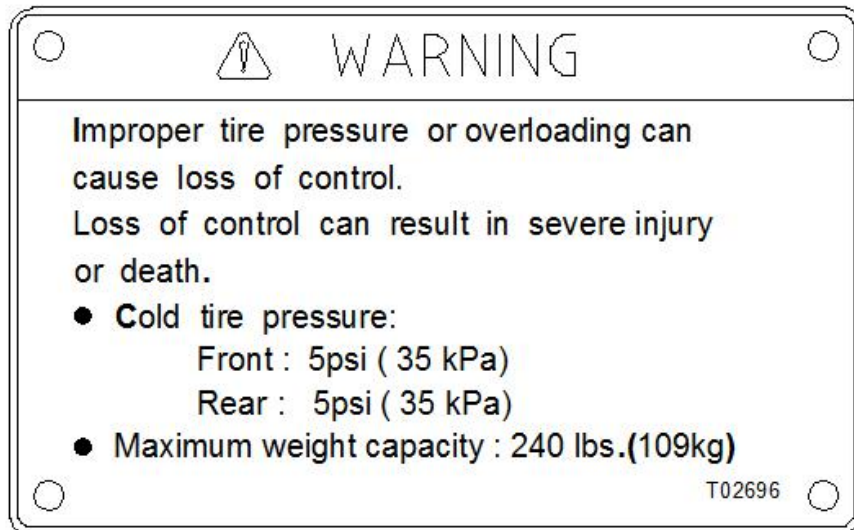 WARNING
Improper tire pressure or overloading can
cause loss of control.
Loss of control can result in severe injury
or death.
● Cold tire pressure:
Front : 5psi ( 35 kPa)
Rear : 5psi ( 35 kPa)
● Maximum weight capacity : 240 lbs.(109kg)
T02696